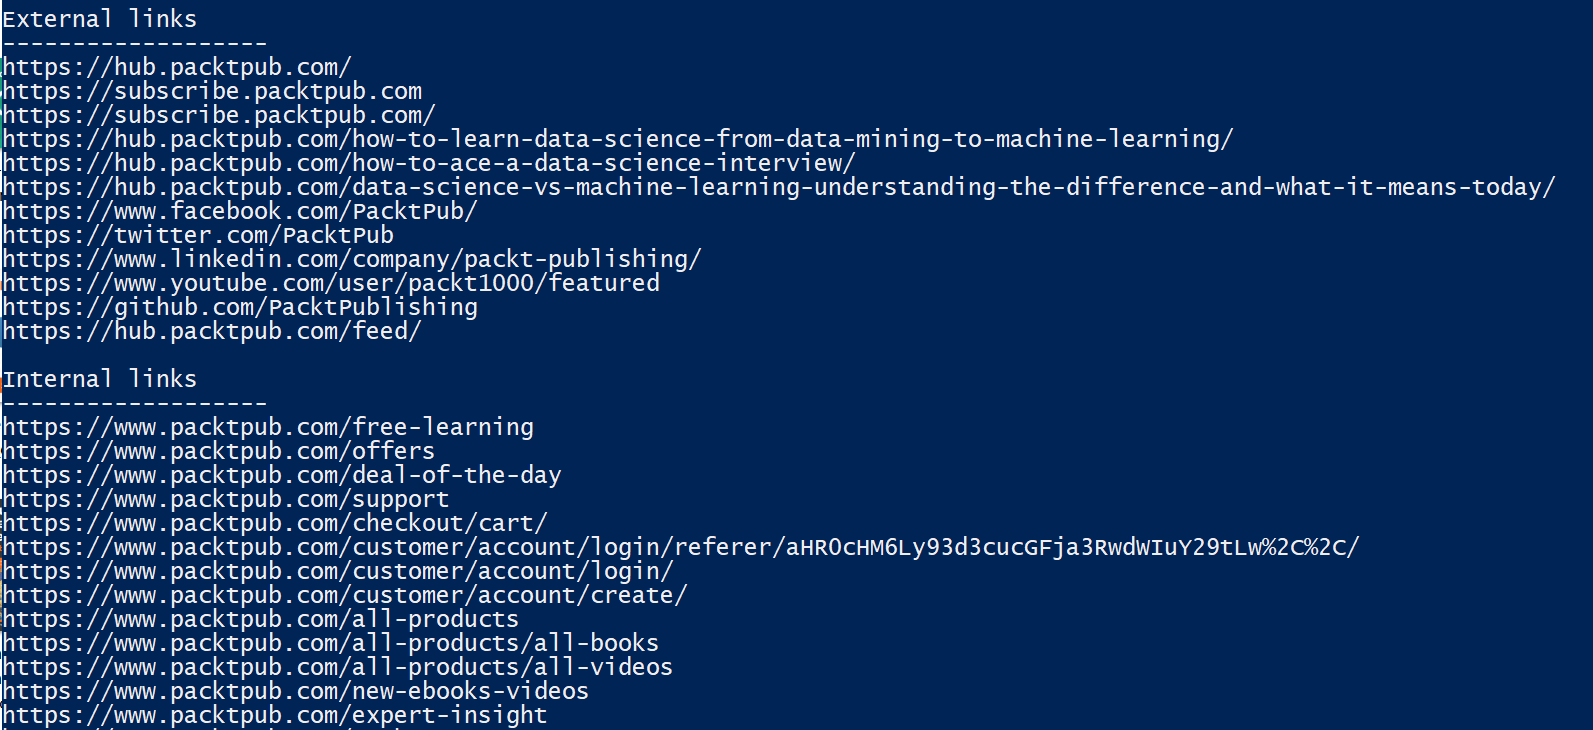 External links
-------------------
https://hub.packtpub.com/
https://subscribe.packtpub.com
https://subscribe.packtpub.com/
https://hub.packtpub.com/how-to-learn-data-science-from-data-mining-to-machine-learning/
https://hub.packtpub.com/how-to-ace-a-data-science-interview/
https://hub.packtpub.com/data-science-vs-machine-learning-understanding-the-difference-and-what-it-means-today/
https://www.facebook.com/PacktPub/
https://twitter.com/PacktPub
https://www.linkedin.com/company/packt-publishing/
https://www.youtube.com/user/packt1000/featured
https://github.com/PacktPublishing
https://hub.packtpub.com/feed/
Internal links
-------------------
https://www.packtpub.com/free-learning
https://www.packtpub.com/offers
https://www.packtpub.com/deal-of-the-day
https://www.packtpub.com/support
https://www.packtpub.com/checkout/cart/
https://www.packtpub.com/customer/account/login/referer/aHR0cHM6Ly93d3cucGFja3RwdWIuY29tLw%2C%2C/
https://www.packtpub.com/customer/account/login/
https://www.packtpub.com/customer/account/create/
https://www.packtpub.com/all-products
https://www.packtpub.com/all-products/all-books
https://www.packtpub.com/all-products/all-videos
https://www.packtpub.com/new-ebooks-videos
https://www.packtpub.com/expert-insight